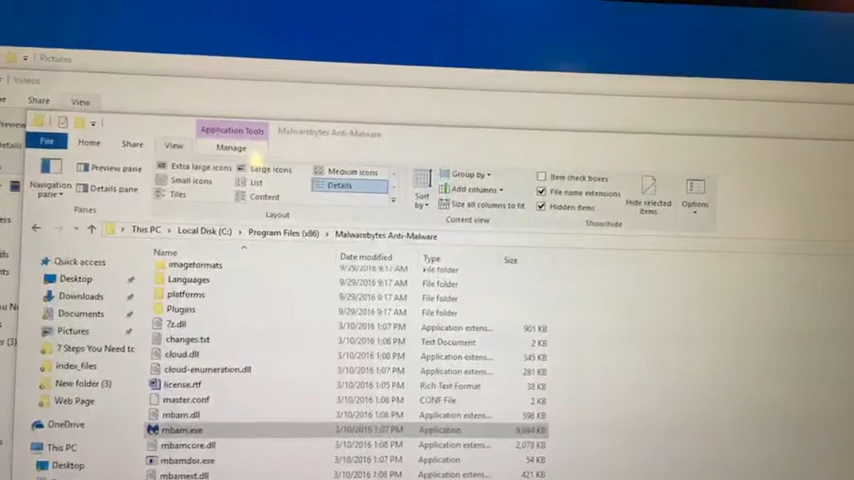 Pictures
Videos
Share View
Application Tools Malwarebytes Anti-Malware
File Home Share View Manage
Preview pane
Navigation pane
Details pane
Panes
Extra large icons Large icons Medium icons
Small icons List Details
Tiles Content
Layout
Sort by
Group by
Add columns
Size all columns to fit
Current view
Item check boxes
File name extensions
Hidden items
Hide selected items
Show/hide
Options
This PC Local Disk (C:) Program Files (x86) Malwarebytes Anti-Malware
Name Date modified Type Size
imageformats 9/29/2016 9:17 AM File folder
Languages 9/29/2016 9:17 AM File folder
platforms 9/29/2016 9:17 AM File folder
Plugins 9/29/2016 9:17 AM File folder
7z.dll 3/10/2016 1:07 PM Application extens... 901 KB
changes.txt 3/10/2016 1:06 PM Text Document 2 KB
cloud.dll 3/10/2016 1:08 PM Application extens... 345 KB
cloud-enumeration.dll 3/10/2016 1:07 PM Application extens... 281 KB
license.rtf 3/10/2016 1:05 PM Rich Text Format 38 KB
master.conf 3/10/2016 1:06 PM CONF File 2 KB
mbam.dll 3/10/2016 1:08 PM Application extens... 598 KB
mbam.exe 3/10/2016 1:07 PM Application 9,694 KB
mbamcore.dll 3/10/2016 1:08 PM Application extens... 2,078 KB
mbamdor.exe 3/10/2016 1:07 PM Application 54 KB
mbamext.dll 3/10/2016 1:08 PM Application extens... 421 KB
Quick access
Desktop
Downloads
Documents
Pictures
7 Steps You Need to
index_files
New folder (3)
Web Page
OneDrive
This PC
Desktop